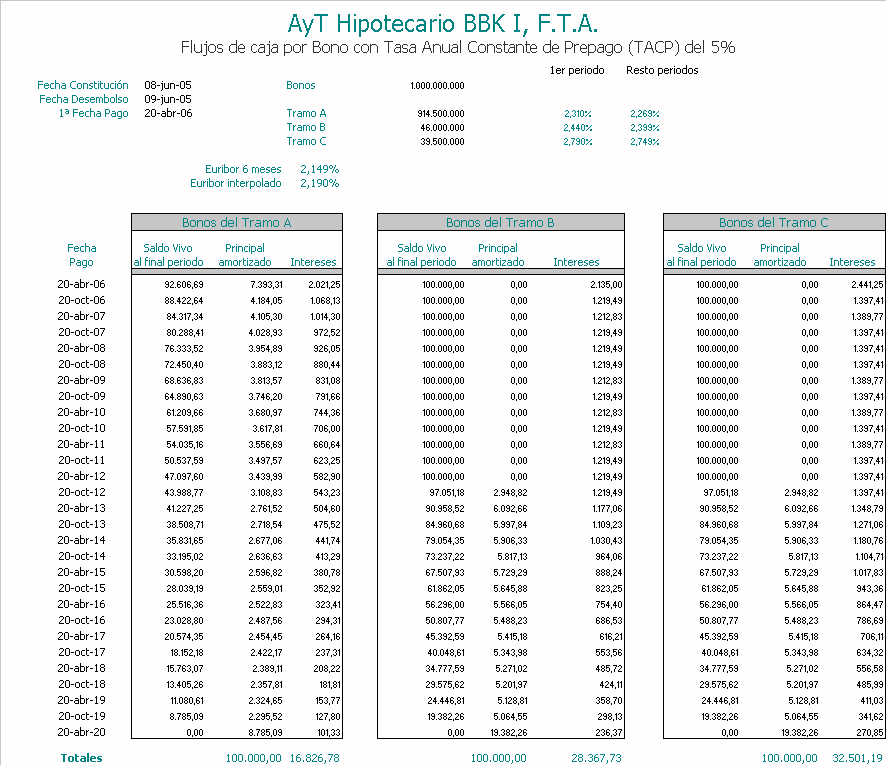 AyT Hipotecario BBK I, F.T.A.
Flujos de caja por Bono con Tasa Anual Constante de Prepago (TACP) del 5%
1er periodo Resto periodos
Fecha Constitución 08-jun-05 Bonos 1.000.000.000
Fecha Desembolso 09-jun-05
1ª Fecha Pago 20-abr-06 Tramo A 914.500.000 2,310% 2,269%
Tramo B 46.000.000 2,440% 2,399%
Tramo C 39.500.000 2,790% 2,749%
Euribor 6 meses 2,149%
Euribor interpolado 2,190%
Bonos del Tramo A Bonos del Tramo B Bonos del Tramo C
Fecha Saldo Vivo Principal Saldo Vivo Principal Saldo Vivo Principal
Pago al final periodo amortizado Intereses al final periodo amortizado Intereses al final periodo amortizado Intereses
20-abr-06 92.606,69 7.393,31 2.021,25 100.000,00 0,00 2.135,00 100.000,00 0,00 2.441,25
20-oct-06 88.422,64 4.184,05 1.068,13 100.000,00 0,00 1.219,49 100.000,00 0,00 1.397,41
20-abr-07 84.317,34 4.105,30 1.014,30 100.000,00 0,00 1.212,83 100.000,00 0,00 1.389,77
20-oct-07 80.288,41 4.028,93 972,52 100.000,00 0,00 1.219,49 100.000,00 0,00 1.397,41
20-abr-08 76.333,52 3.954,89 926,05 100.000,00 0,00 1.219,49 100.000,00 0,00 1.397,41
20-oct-08 72.450,40 3.883,12 880,44 100.000,00 0,00 1.219,49 100.000,00 0,00 1.397,41
20-abr-09 68.636,83 3.813,57 831,08 100.000,00 0,00 1.212,83 100.000,00 0,00 1.389,77
20-oct-09 64.890,63 3.746,20 791,66 100.000,00 0,00 1.219,49 100.000,00 0,00 1.397,41
20-abr-10 61.209,66 3.680,97 744,36 100.000,00 0,00 1.212,83 100.000,00 0,00 1.389,77
20-oct-10 57.591,85 3.617,81 706,00 100.000,00 0,00 1.219,49 100.000,00 0,00 1.397,41
20-abr-11 54.035,16 3.556,69 660,64 100.000,00 0,00 1.212,83 100.000,00 0,00 1.389,77
20-oct-11 50.537,59 3.497,57 623,25 100.000,00 0,00 1.219,49 100.000,00 0,00 1.397,41
20-abr-12 47.097,60 3.439,99 582,90 100.000,00 0,00 1.219,49 100.000,00 0,00 1.397,41
20-oct-12 43.988,77 3.108,83 543,23 97.051,18 2.948,82 1.219,49 97.051,18 2.948,82 1.397,41
20-abr-13 41.227,25 2.761,52 504,60 90.958,52 6.092,66 1.177,06 90.958,52 6.092,66 1.348,79
20-oct-13 38.508,71 2.718,54 475,52 84.960,68 5.997,84 1.109,23 84.960,68 5.997,84 1.271,06
20-abr-14 35.831,65 2.677,06 441,74 79.054,35 5.906,33 1.030,43 79.054,35 5.906,33 1.180,76
20-oct-14 33.195,02 2.636,63 413,29 73.237,22 5.817,13 964,06 73.237,22 5.817,13 1.104,71
20-abr-15 30.598,20 2.596,82 380,78 67.507,93 5.729,29 888,24 67.507,93 5.729,29 1.017,83
20-oct-15 28.039,19 2.559,01 352,92 61.862,05 5.645,88 823,25 61.862,05 5.645,88 943,36
20-abr-16 25.516,36 2.522,83 323,41 56.296,00 5.566,05 754,40 56.296,00 5.566,05 864,47
20-oct-16 23.028,80 2.487,56 294,31 50.807,77 5.488,23 686,53 50.807,77 5.488,23 786,69
20-abr-17 20.574,35 2.454,45 264,16 45.392,59 5.415,18 616,21 45.392,59 5.415,18 706,11
20-oct-17 18.152,18 2.422,17 237,31 40.048,61 5.343,98 553,56 40.048,61 5.343,98 634,32
20-abr-18 15.763,07 2.389,11 208,22 34.777,59 5.271,02 485,72 34.777,59 5.271,02 556,58
20-oct-18 13.405,26 2.357,81 181,81 29.575,62 5.201,97 424,11 29.575,62 5.201,97 485,99
20-abr-19 11.080,61 2.324,65 153,77 24.446,81 5.128,81 358,70 24.446,81 5.128,81 411,03
20-oct-19 8.785,09 2.295,52 127,80 19.382,26 5.064,55 298,13 19.382,26 5.064,55 341,62
20-abr-20 0,00 8.785,09 101,33 0,00 19.382,26 236,37 0,00 19.382,26 270,85
Totales 100.000,00 16.826,78 100.000,00 28.367,73 100.000,00 32.501,19